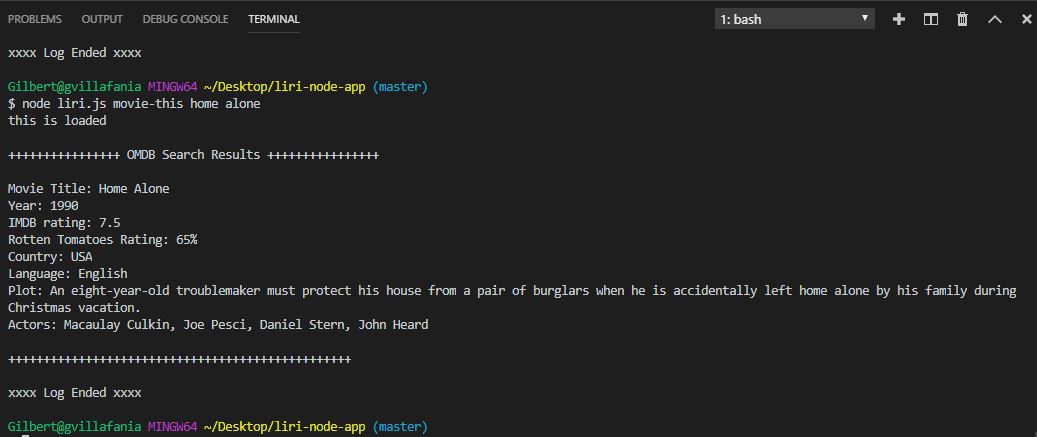 PROBLEMS OUTPUT DEBUG CONSOLE TERMINAL 1: bash
xxxx Log Ended xxxx
Gilbert@gvillafania MINGW64 ~/Desktop/liri-node-app (master)
$ node liri.js movie-this home alone
this is loaded
++++++++++++++++ OMDB Search Results ++++++++++++++++
Movie Title: Home Alone
Year: 1990
IMDB rating: 7.5
Rotten Tomatoes Rating: 65%
Country: USA
Language: English
Plot: An eight-year-old troublemaker must protect his house from a pair of burglars when he is accidentally left home alone by his family during
Christmas vacation.
Actors: Macaulay Culkin, Joe Pesci, Daniel Stern, John Heard
+++++++++++++++++++++++++++++++++++++++++++++++++
xxxx Log Ended xxxx
Gilbert@gvillafania MINGW64 ~/Desktop/liri-node-app (master)